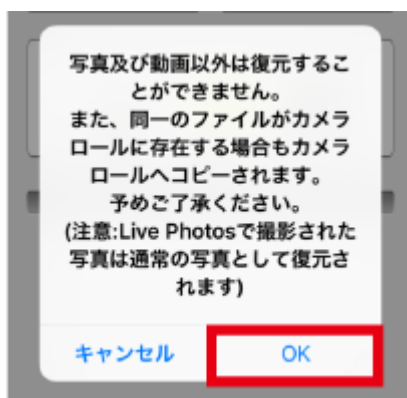 写真及び動画以外は復元するこ
とができません。
また、同一のファイルがカメラ
ロールに存在する場合もカメラ
ロールへコピーされます。
予めご了承ください。
(注意:Live Photosで撮影された
写真は通常の写真として復元さ
れます)
キャンセル OK